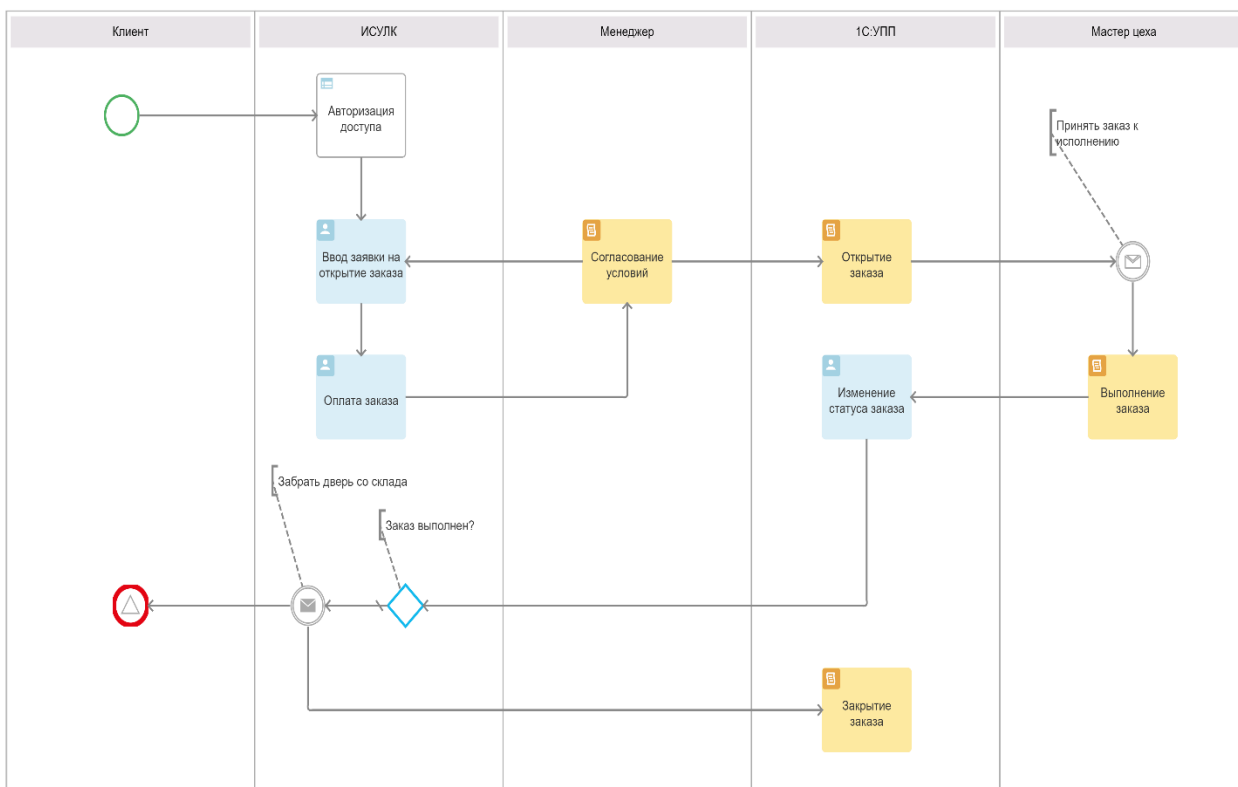 Клиент
ИСУЛК
Менеджер
1С:УПП
Мастер цеха
Авторизация
доступа
Принять заказ к
исполнению
Ввод заявки на
открытие заказа
Согласование
условий
Открытие
заказа
Оплата заказа
Изменение
статуса заказа
Выполнение
заказа
Забрать дверь со склада
Заказ выполнен?
Закрытие
заказа